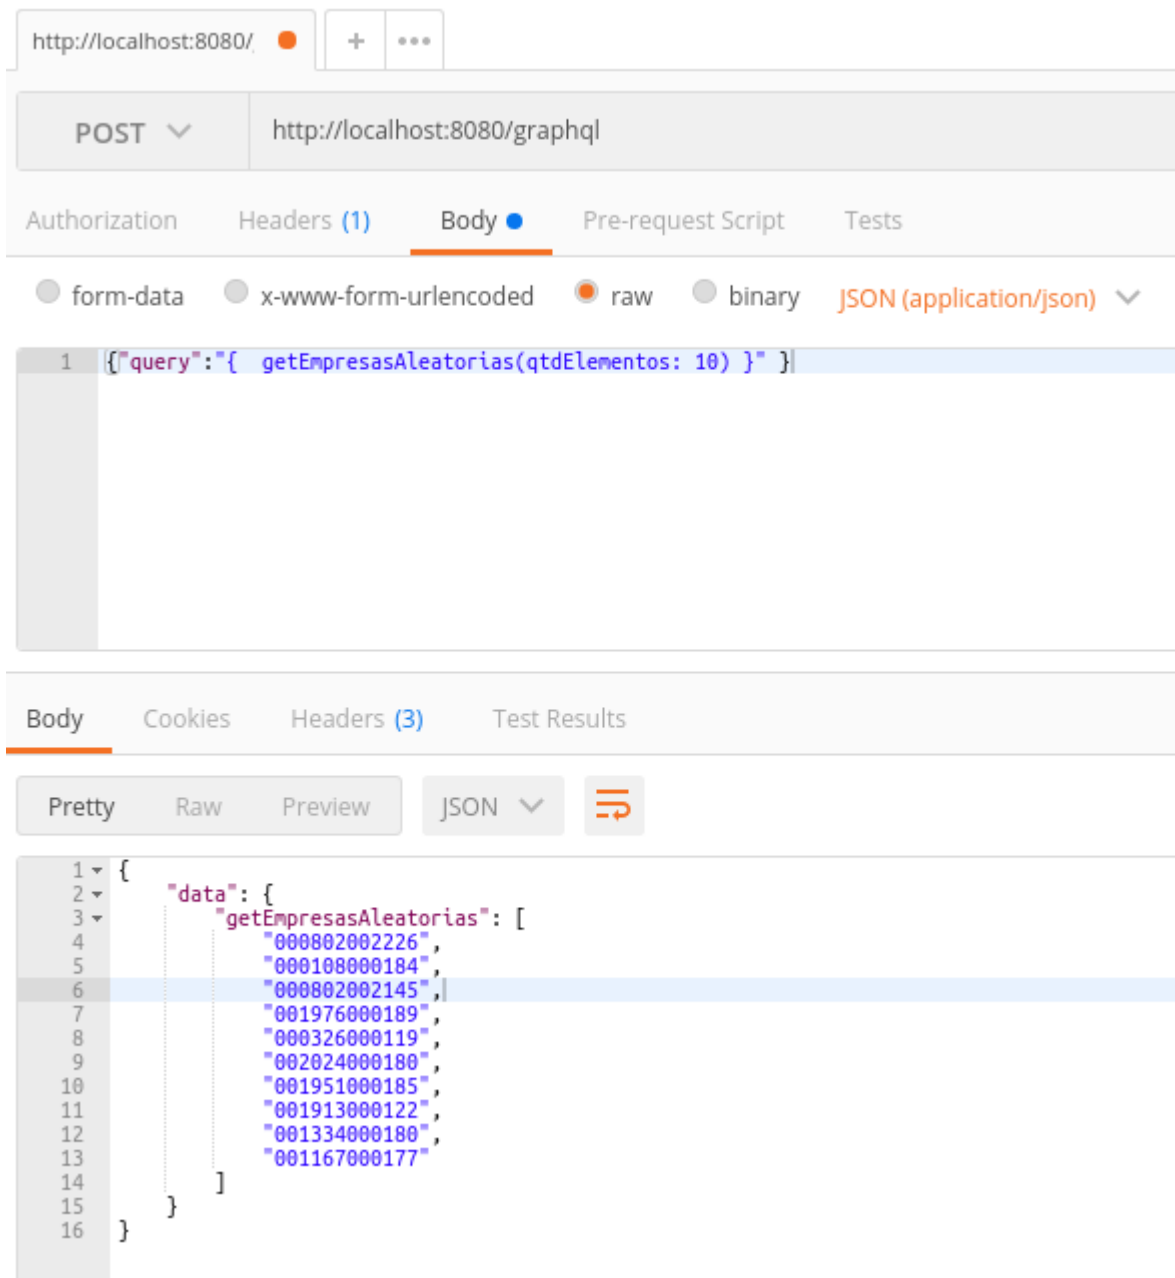 http://localhost:8080/ + •••
POST http://localhost:8080/graphql
Authorization Headers (1) Body Pre-request Script Tests
form-data x-www-form-urlencoded raw binary JSON (application/json)
1 {"query":"{  getEmpresasAleatorias(qtdElementos: 10) }" }
Body Cookies Headers (3) Test Results
Pretty Raw Preview JSON
1 {
2 "data": {
3 "getEmpresasAleatorias": [
4 "000802002226",
5 "000108000184",
6 "000802002145",
7 "001976000189",
8 "000326000119",
9 "002024000180",
10 "001951000185",
11 "001913000122",
12 "001334000180",
13 "001167000177"
14 ]
15 }
16 }